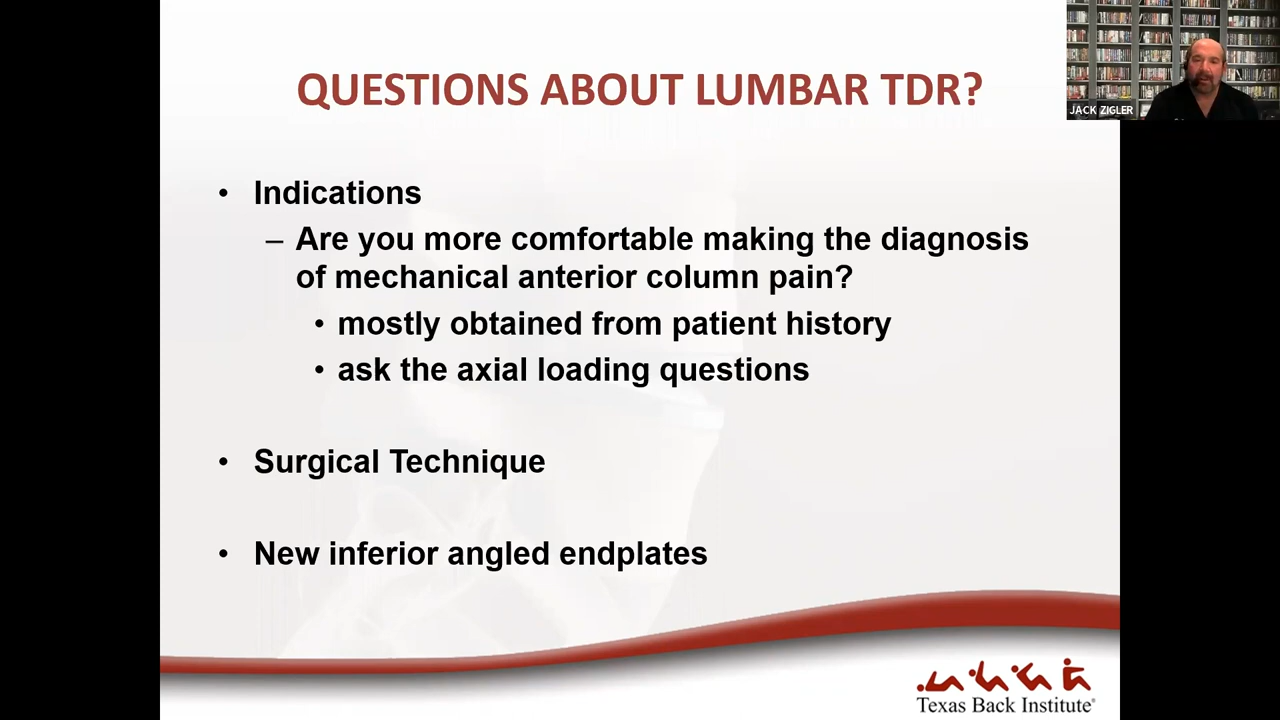 QUESTIONS ABOUT LUMBAR TDR?
JACK ZIGLER
• Indications
– Are you more comfortable making the diagnosis
of mechanical anterior column pain?
• mostly obtained from patient history
• ask the axial loading questions
• Surgical Technique
• New inferior angled endplates
Texas Back Institute®